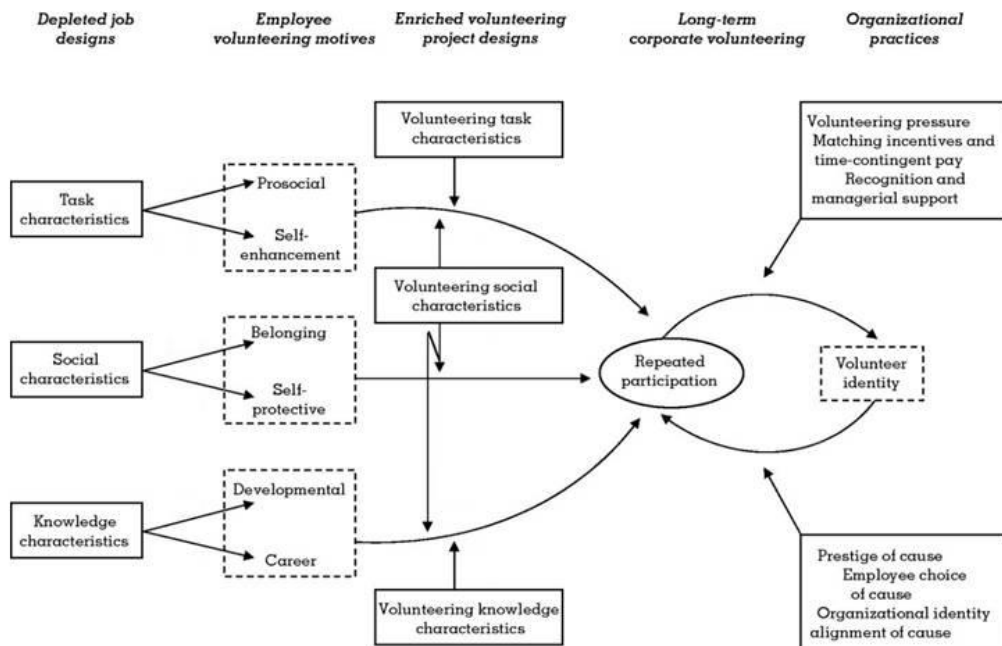 Depleted job
designs
Employee
volunteering motives
Enriched volunteering
project designs
Long-term
corporate volunteering
Organizational
practices
Volunteering task
characteristics
Volunteering pressure
Matching incentives and
time-contingent pay
Recognition and
managerial support
Task
characteristics
Prosocial
Self-
enhancement
Volunteering social
characteristics
Social
characteristics
Belonging
Self-
protective
Repeated
participation
Volunteer
identity
Knowledge
characteristics
Developmental
Career
Volunteering knowledge
characteristics
Prestige of cause
Employee choice
of cause
Organizational identity
alignment of cause